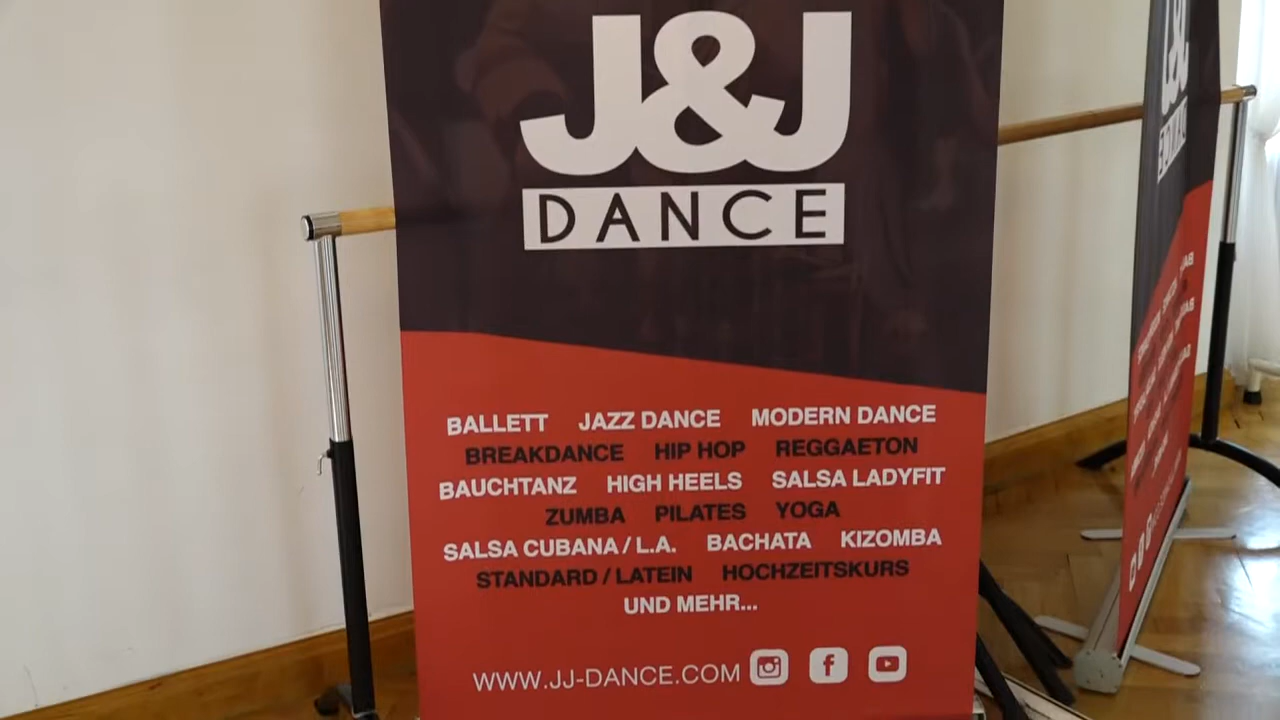 J&J
DANCE
BALLETT JAZZ DANCE MODERN DANCE
BREAKDANCE HIP HOP REGGAETON
BAUCHTANZ HIGH HEELS SALSA LADYFIT
ZUMBA PILATES YOGA
SALSA CUBANA / L.A. BACHATA KIZOMBA
STANDARD / LATEIN HOCHZEITSKURS
UND MEHR...
WWW.JJ-DANCE.COM